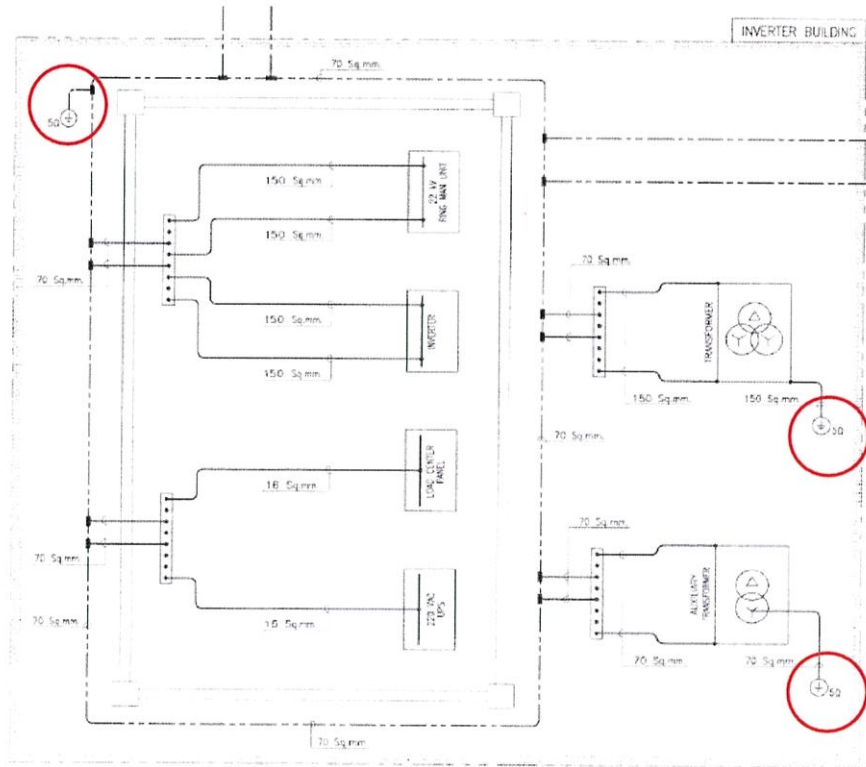 INVERTER BUILDING
70 Sq.mm.
5Ω
150 Sq.mm.
22 kV
RING MAN UNIT
150 Sq.mm.
70 Sq.mm.
150 Sq.mm.
INVERTER
150 Sq.mm.
70 Sq.mm.
TRANSFORMER
150 Sq.mm.
150 Sq.mm.
5Ω
70 Sq.mm.
LOAD CENTER
PANEL
16 Sq.mm.
70 Sq.mm.
70 Sq.mm.
220 VAC
UPS
16 Sq.mm.
70 Sq.mm.
AUXILIARY
TRANSFORMER
70 Sq.mm.
70 Sq.mm.
5Ω
70 Sq.mm.